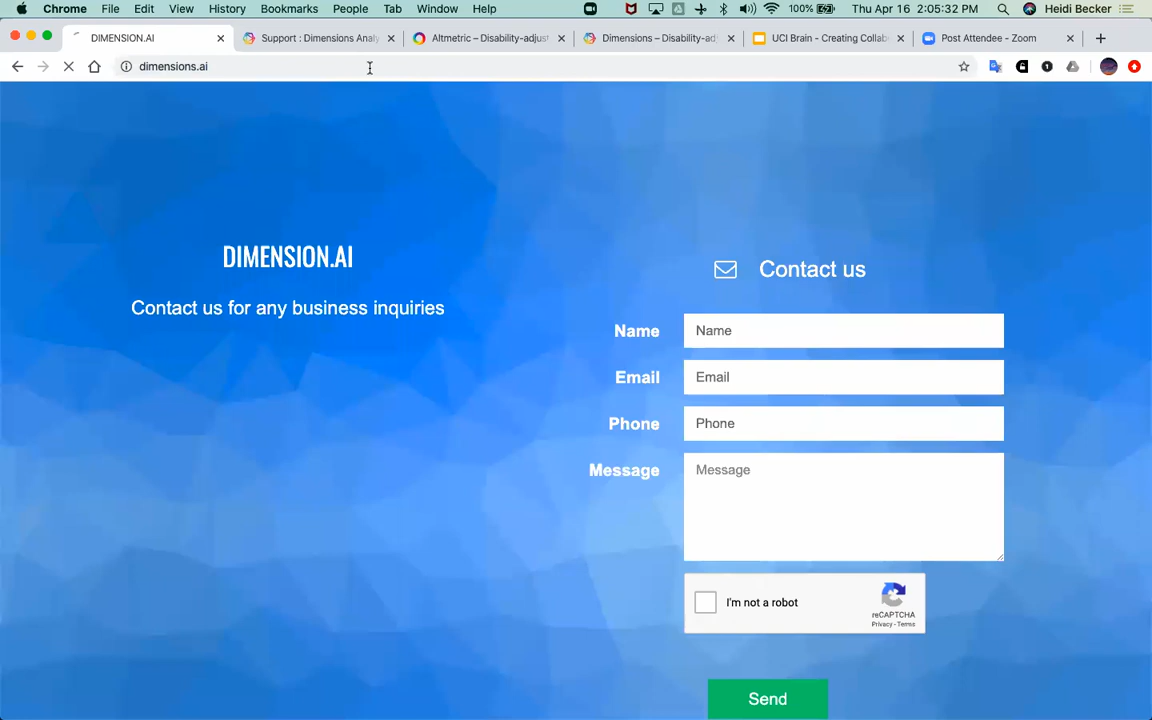 Chrome File Edit View History Bookmarks People Tab Window Help 100% Thu Apr 16 2:05:32 PM Heidi Becker
DIMENSION.AI Support : Dimensions Analy Altmetric – Disability-adjust Dimensions – Disability-adj UCI Brain - Creating Collab Post Attendee - Zoom
dimensions.ai
DIMENSION.AI
Contact us for any business inquiries
Contact us
Name Name
Email Email
Phone Phone
Message Message
I'm not a robot
reCAPTCHA
Privacy - Terms
Send